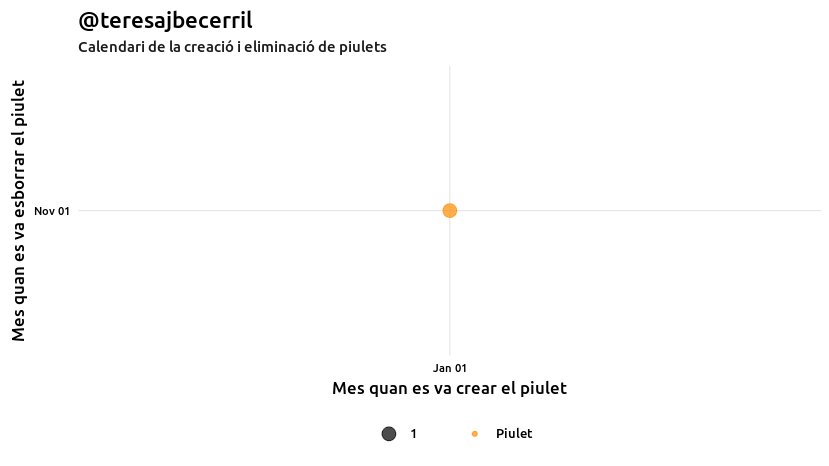 @teresajbecerril
Calendari de la creació i eliminació de piulets
Mes quan es va esborrar el piulet
Nov 01
Jan 01
Mes quan es va crear el piulet
1
Piulet